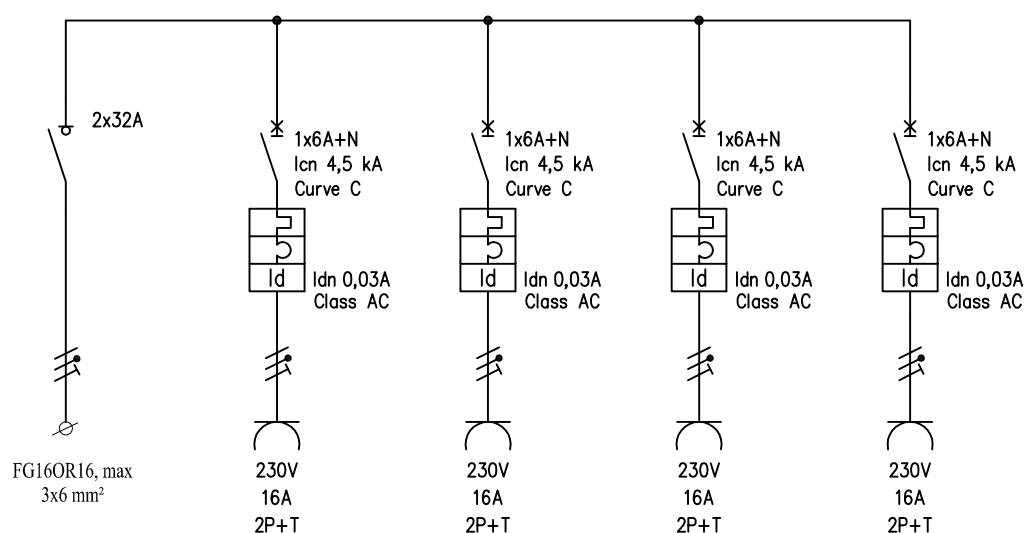 2x32A
FG16OR16, max
3x6 mm²
1x6A+N
Icn 4,5 kA
Curve C
Id
Idn 0,03A
Class AC
230V
16A
2P+T
1x6A+N
Icn 4,5 kA
Curve C
Id
Idn 0,03A
Class AC
230V
16A
2P+T
1x6A+N
Icn 4,5 kA
Curve C
Id
Idn 0,03A
Class AC
230V
16A
2P+T
1x6A+N
Icn 4,5 kA
Curve C
Id
Idn 0,03A
Class AC
230V
16A
2P+T